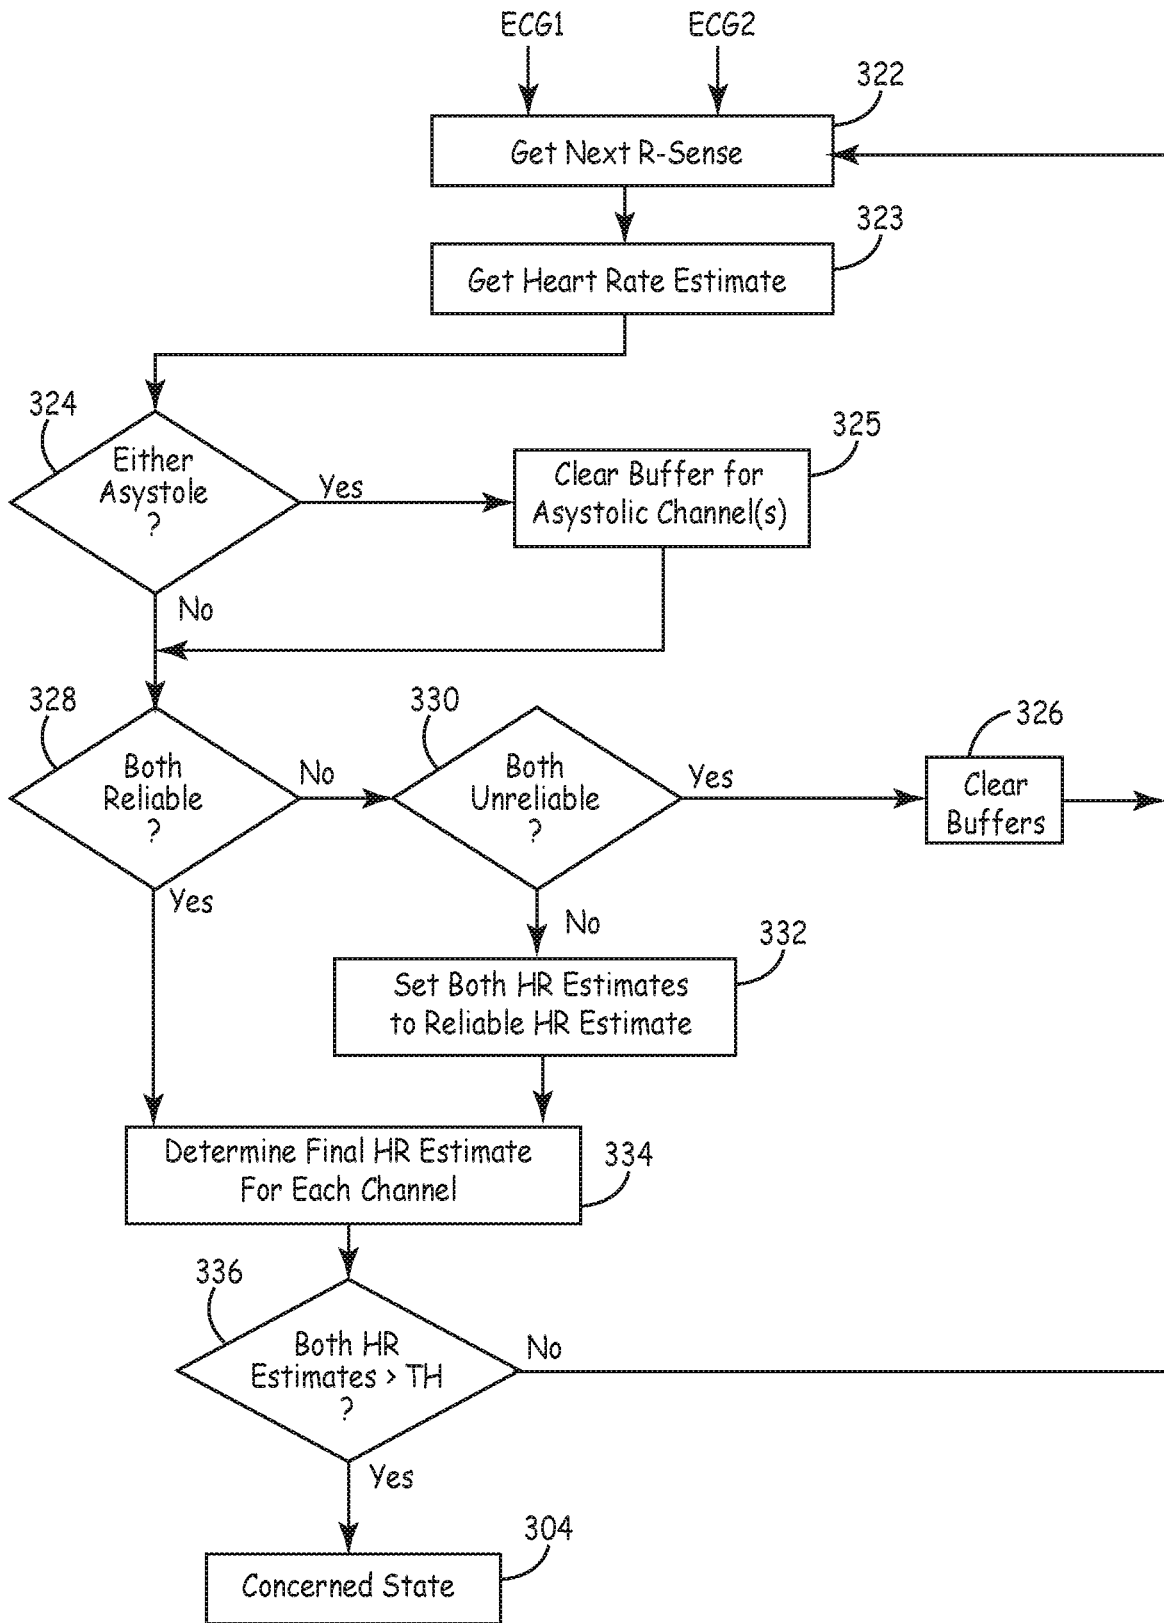 ECG1
ECG2
322
Get Next R-Sense
323
Get Heart Rate Estimate
324
Either
Asystole
?
Yes
325
Clear Buffer for
Asystolic Channel(s)
No
328
Both
Reliable
?
No
330
Both
Unreliable
?
Yes
326
Clear
Buffers
Yes
No
332
Set Both HR Estimates
to Reliable HR Estimate
Determine Final HR Estimate
For Each Channel
334
336
Both HR
Estimates > TH
?
No
Yes
304
Concerned State